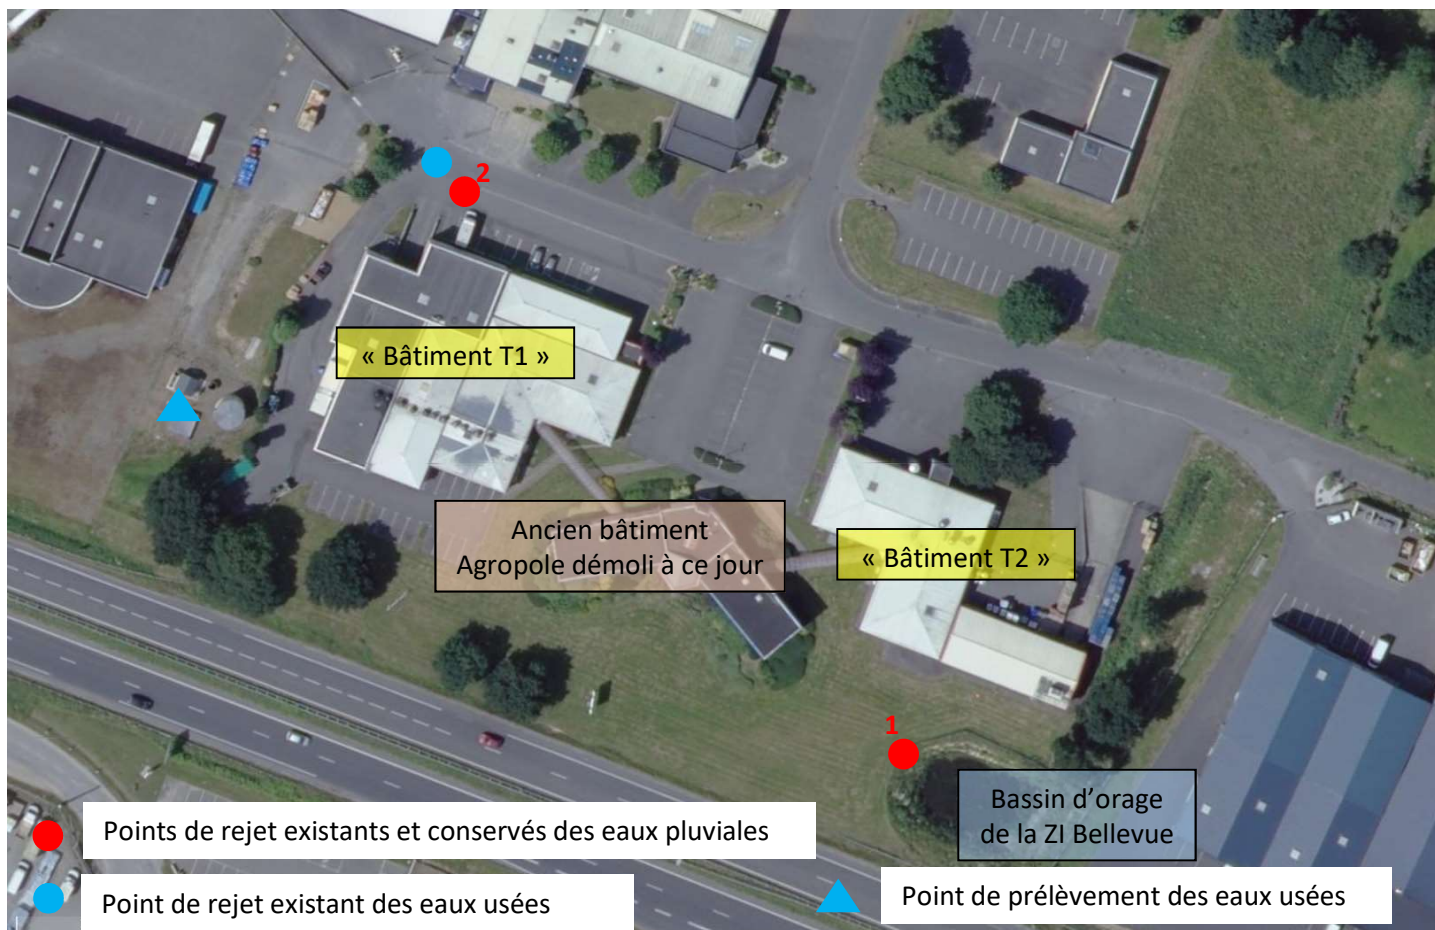 2
« Bâtiment T1 »
Ancien bâtiment
Agropole démoli à ce jour
« Bâtiment T2 »
1
Bassin d’orage
de la ZI Bellevue
Points de rejet existants et conservés des eaux pluviales
Point de rejet existant des eaux usées
Point de prélèvement des eaux usées